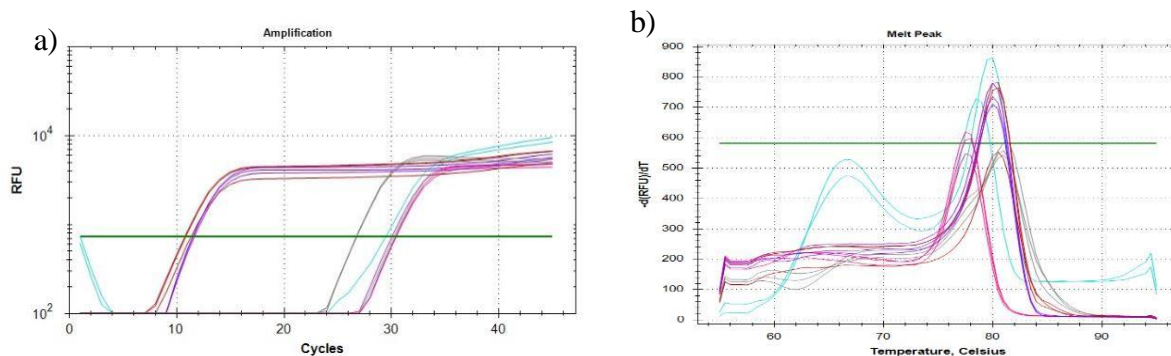 a)
Amplification
RFU
10^4
10^2
0
10
20
30
40
Cycles
b)
Melt Peak
-d(RFU)/dT
900
800
700
600
500
400
300
200
100
0
60
70
80
90
Temperature, Celsius